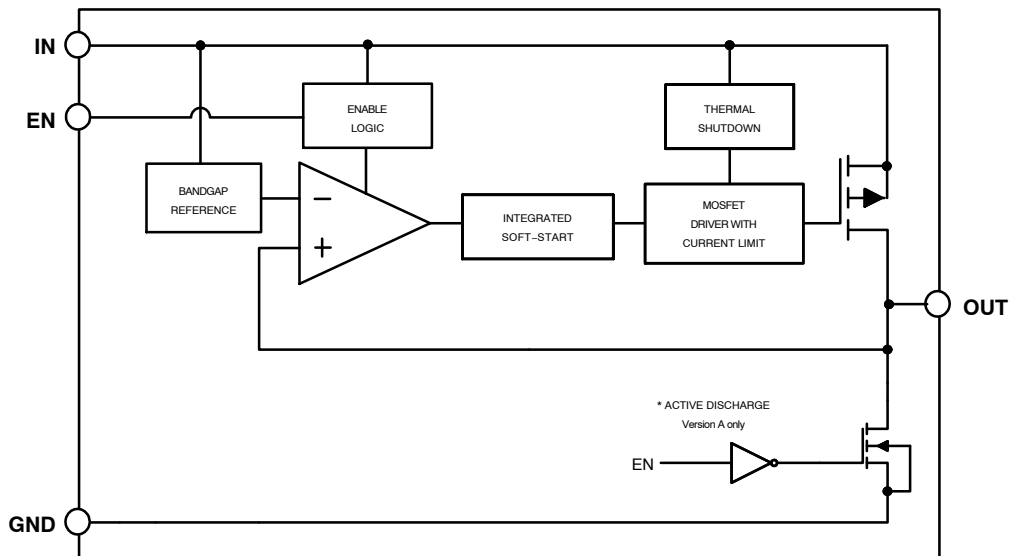 IN
EN
ENABLE
LOGIC
THERMAL
SHUTDOWN
BANDGAP
REFERENCE
−
+
INTEGRATED
SOFT−START
MOSFET
DRIVER WITH
CURRENT LIMIT
OUT
* ACTIVE DISCHARGE
Version A only
EN
GND